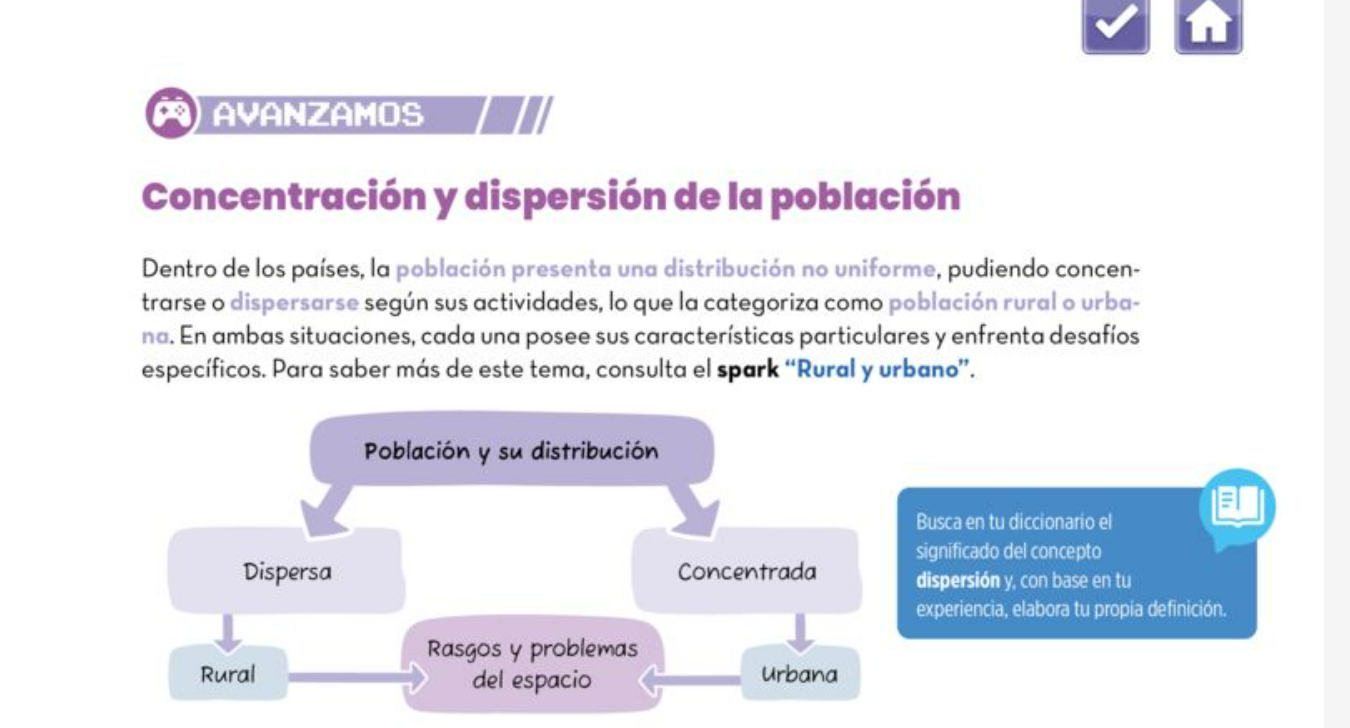 AVANZAMOS
Concentración y dispersión de la población
Dentro de los países, la población presenta una distribución no uniforme, pudiendo concen-
trarse o dispersarse según sus actividades, lo que la categoriza como población rural o urba-
na. En ambas situaciones, cada una posee sus características particulares y enfrenta desafíos
específicos. Para saber más de este tema, consulta el spark “Rural y urbano”.
Población y su distribución
Dispersa
Concentrada
Rural
Rasgos y problemas
del espacio
Urbana
Busca en tu diccionario el
significado del concepto
dispersión y, con base en tu
experiencia, elabora tu propia definición.